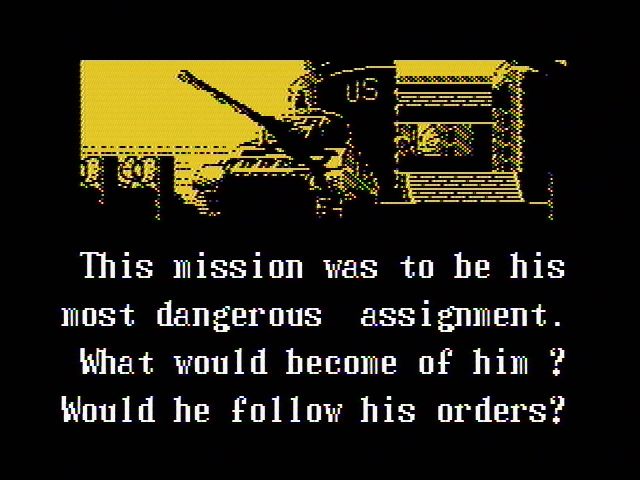 US
This mission was to be his
most dangerous assignment.
What would become of him ?
Would he follow his orders?